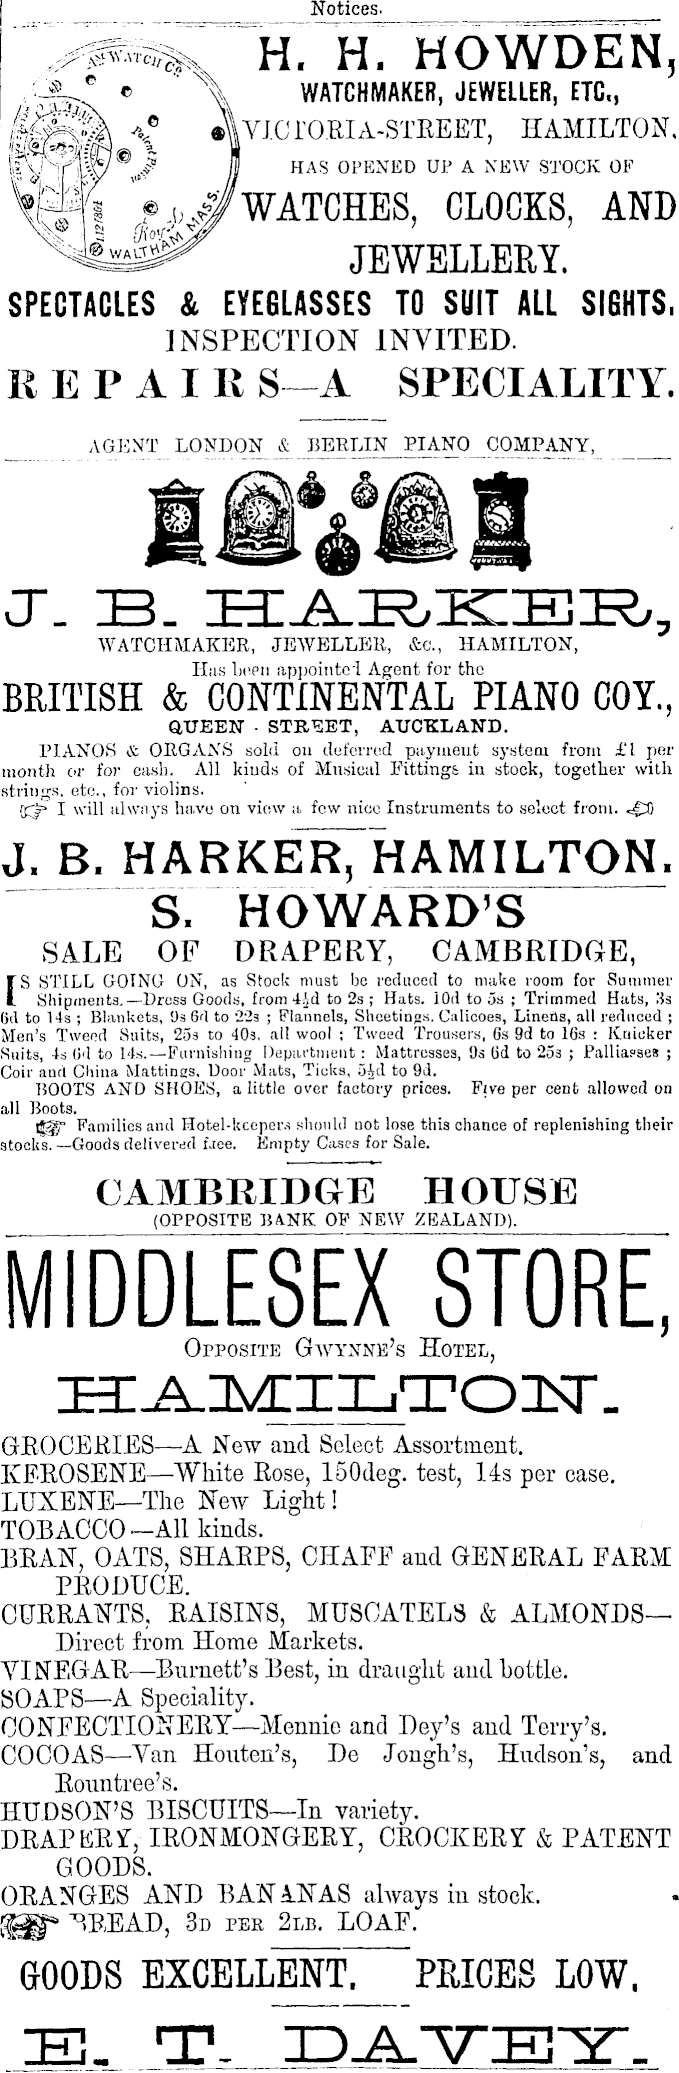 Notices.
AM WATCH Co
Patent Pinion
WALTHAM MASS.
H. H. HOWDEN,
WATCHMAKER, JEWELLER, ETC.,
VICTORIA-STREET, HAMILTON.
HAS OPENED UP A NEW STOCK OF
WATCHES, CLOCKS, AND
JEWELLERY.
SPECTACLES & EYEGLASSES TO SUIT ALL SIGHTS.
INSPECTION INVITED.
REPAIRS—A SPECIALITY.
AGENT LONDON & BERLIN PIANO COMPANY,
J. B. HARKER,
WATCHMAKER, JEWELLER, &c., HAMILTON,
Has been appointed Agent for the
BRITISH & CONTINENTAL PIANO COY.,
QUEEN - STREET, AUCKLAND.
PIANOS & ORGANS sold on deferred payment system from £1 per
month or for cash. All kinds of Musical Fittings in stock, together with
strings, etc., for violins.
☞ I will always have on view a few nice Instruments to select from. ☜
J. B. HARKER, HAMILTON.
S. HOWARD'S
SALE OF DRAPERY, CAMBRIDGE,
IS STILL GOING ON, as Stock must be reduced to make room for Summer
Shipments.—Dress Goods, from 4½d to 2s ; Hats. 10d to 5s ; Trimmed Hats, 3s
6d to 14s ; Blankets, 9s 6d to 22s ; Flannels, Sheetings. Calicoes, Linens, all reduced ;
Men's Tweed Suits, 25s to 40s. all wool ; Tweed Trousers, 6s 9d to 16s : Knicker
Suits, 4s 6d to 14s.—Furnishing Department : Mattresses, 9s 6d to 25s ; Palliasses ;
Coir and China Mattings, Door Mats, Ticks, 5½d to 9d.
BOOTS AND SHOES, a little over factory prices. Five per cent allowed on
all Boots.
☞ Families and Hotel-keepers should not lose this chance of replenishing their
stocks.—Goods delivered free. Empty Cases for Sale.
CAMBRIDGE HOUSE
(OPPOSITE BANK OF NEW ZEALAND).
MIDDLESEX STORE,
OPPOSITE GWYNNE'S HOTEL,
HAMILTON.
GROCERIES—A New and Select Assortment.
KEROSENE—White Rose, 150deg. test, 14s per case.
LUXENE—The New Light!
TOBACCO—All kinds.
BRAN, OATS, SHARPS, CHAFF and GENERAL FARM
PRODUCE.
CURRANTS, RAISINS, MUSCATELS & ALMONDS—
Direct from Home Markets.
VINEGAR—Burnett's Best, in draught and bottle.
SOAPS—A Speciality.
CONFECTIONERY—Mennie and Dey's and Terry's.
COCOAS—Van Houten's, De Jongh's, Hudson's, and
Rountree's.
HUDSON'S BISCUITS—In variety.
DRAPERY, IRONMONGERY, CROCKERY & PATENT
GOODS.
ORANGES AND BANANAS always in stock.
☞ BREAD, 3D PER 2LB. LOAF.
GOODS EXCELLENT. PRICES LOW.
E. T. DAVEY.